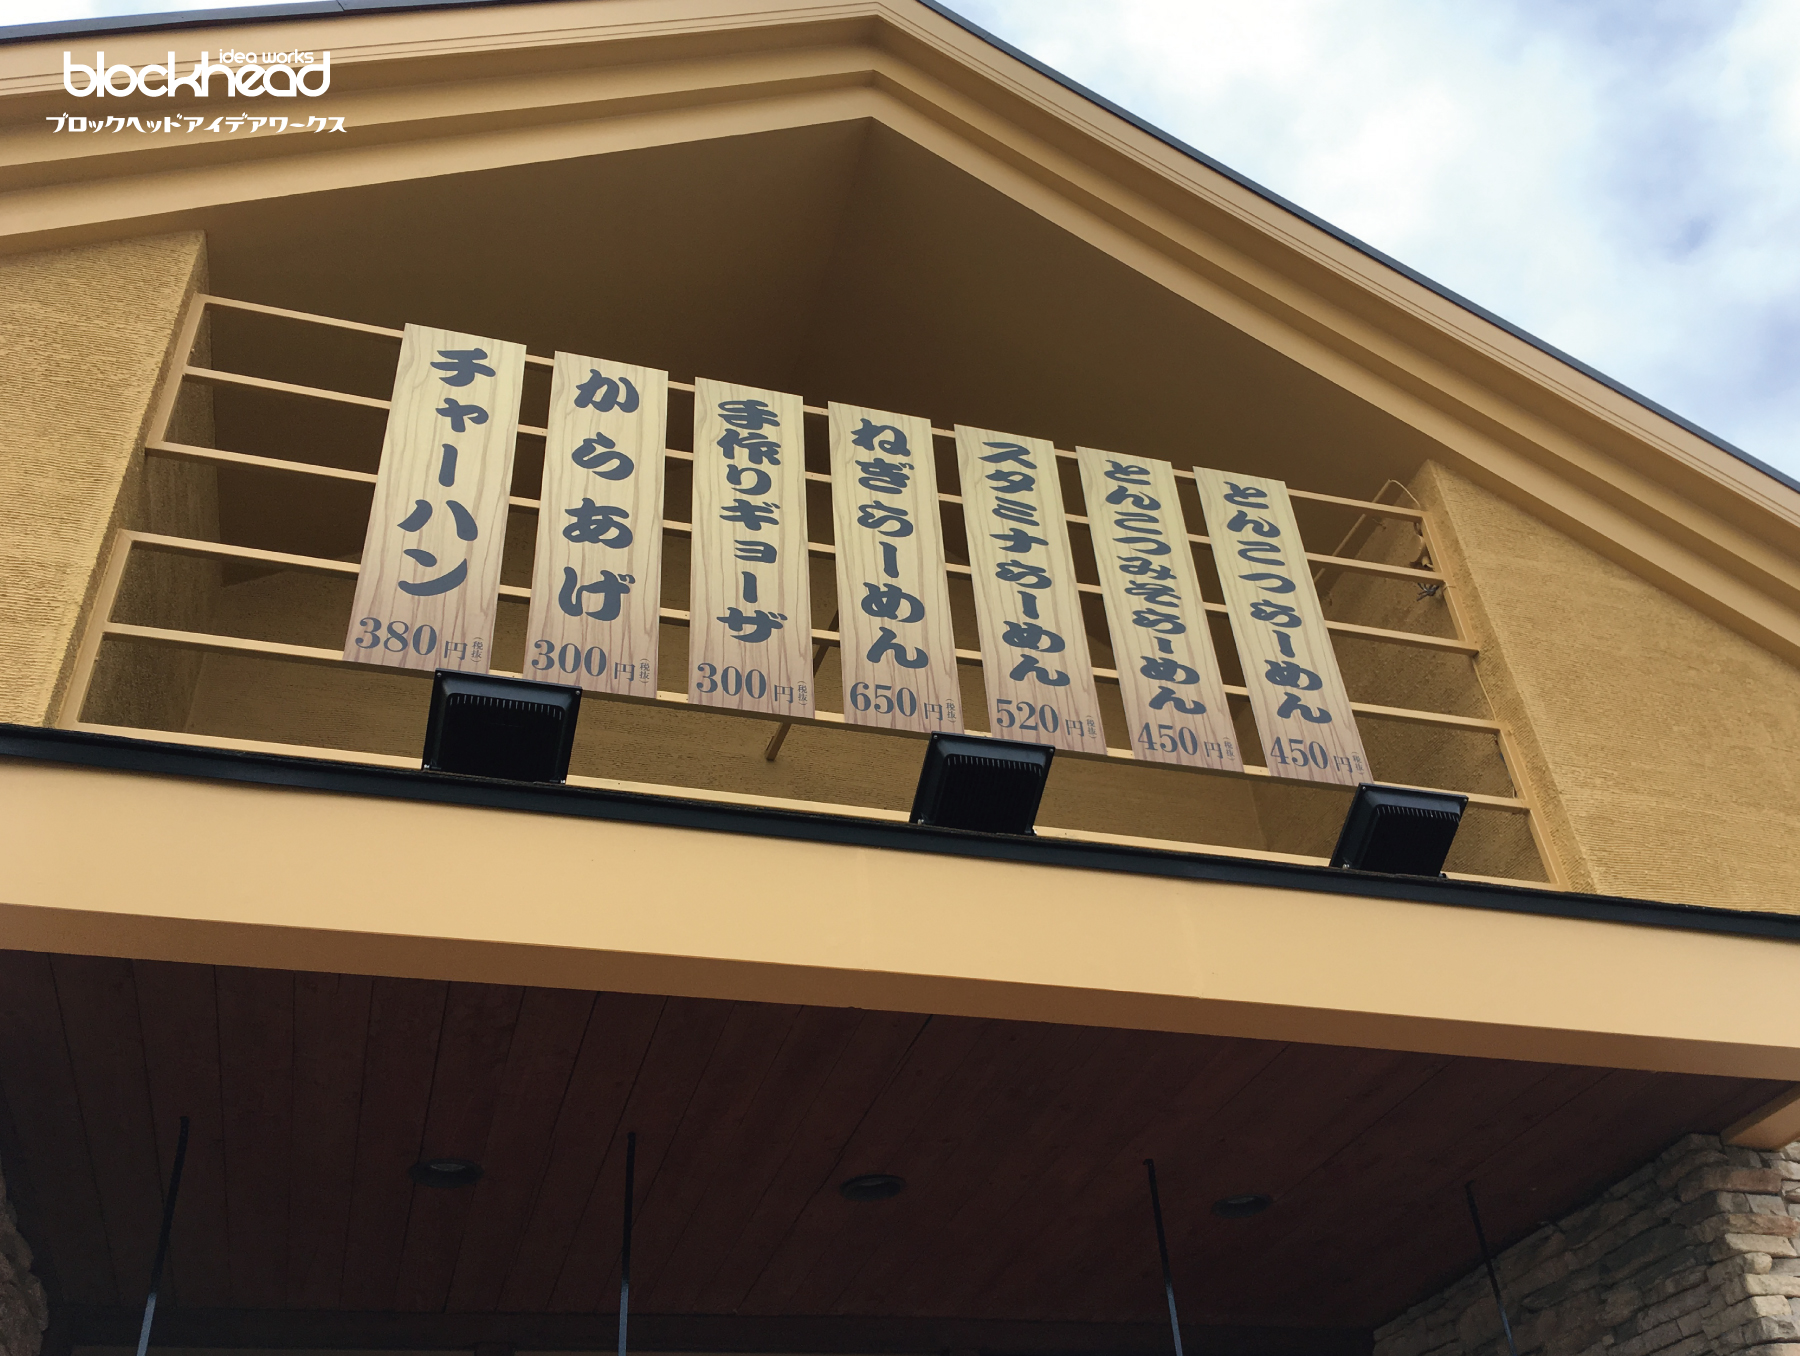 idea works
blockhead
ブロックヘッドアイデアワークス
とんこつらーめん
450円(税抜)
とんこつみそらーめん
450円(税抜)
スタミナらーめん
520円(税抜)
ねぎらーめん
650円(税抜)
手作りギョーザ
300円(税抜)
からあげ
300円(税抜)
チャーハン
380円(税抜)